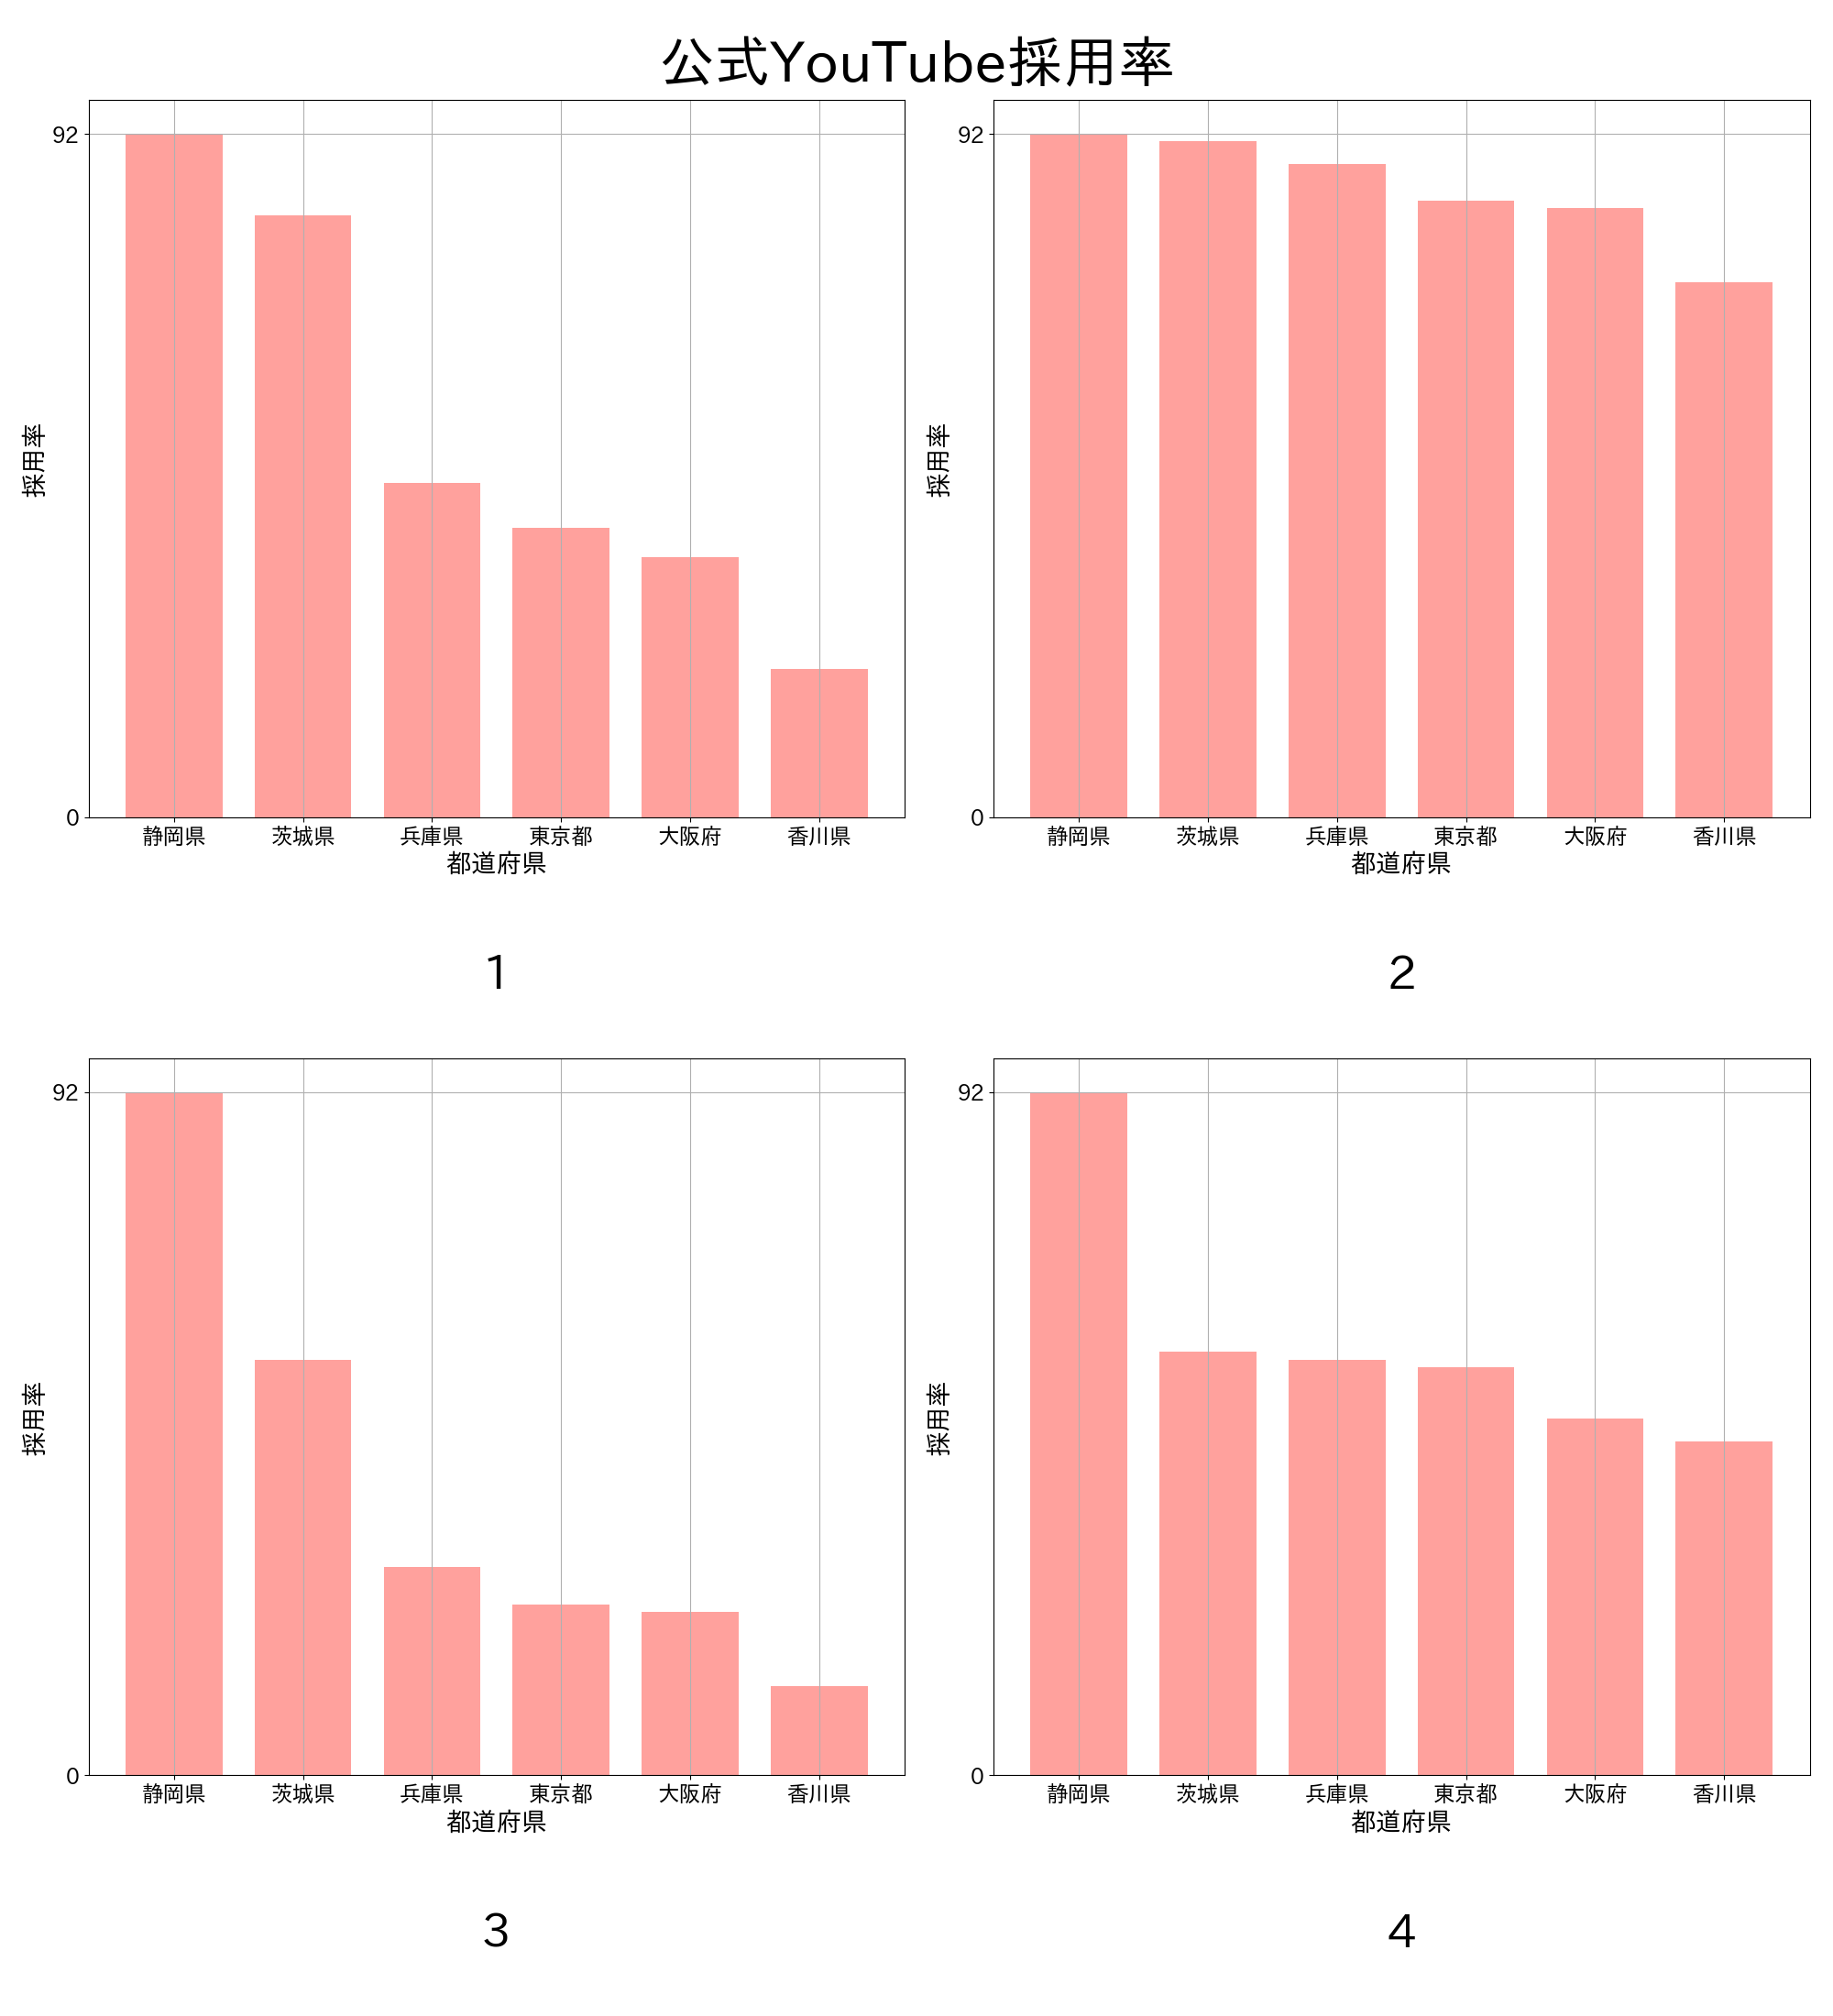 公式YouTube採用率
92
0
採用率
静岡県 茨城県 兵庫県 東京都 大阪府 香川県
都道府県
1
92
0
採用率
静岡県 茨城県 兵庫県 東京都 大阪府 香川県
都道府県
2
92
0
採用率
静岡県 茨城県 兵庫県 東京都 大阪府 香川県
都道府県
3
92
0
採用率
静岡県 茨城県 兵庫県 東京都 大阪府 香川県
都道府県
4